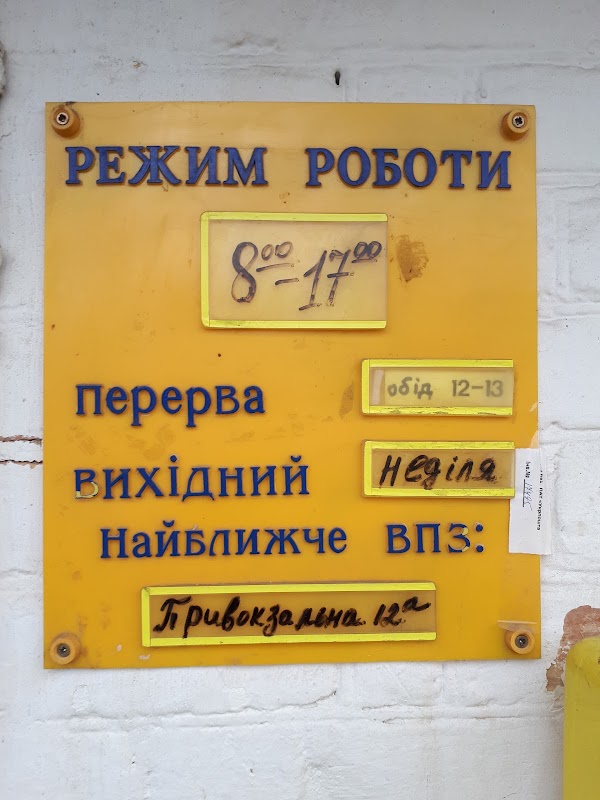 РЕЖИМ РОБОТИ
8⁰⁰-17⁰⁰
перерва обід 12-13
вихідний неділя
найближче ВПЗ:
Привокзальна 12а